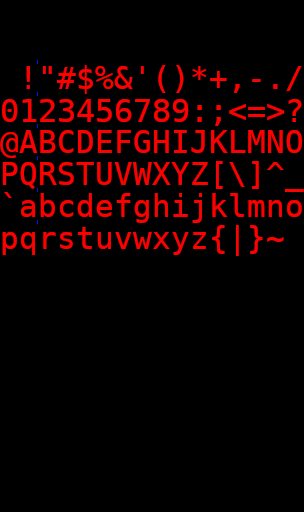 !"#$%&'()*+,-./
0123456789:;<=>?
@ABCDEFGHIJKLMNO
PQRSTUVWXYZ[\]^_
`abcdefghijklmno
pqrstuvwxyz{|}~